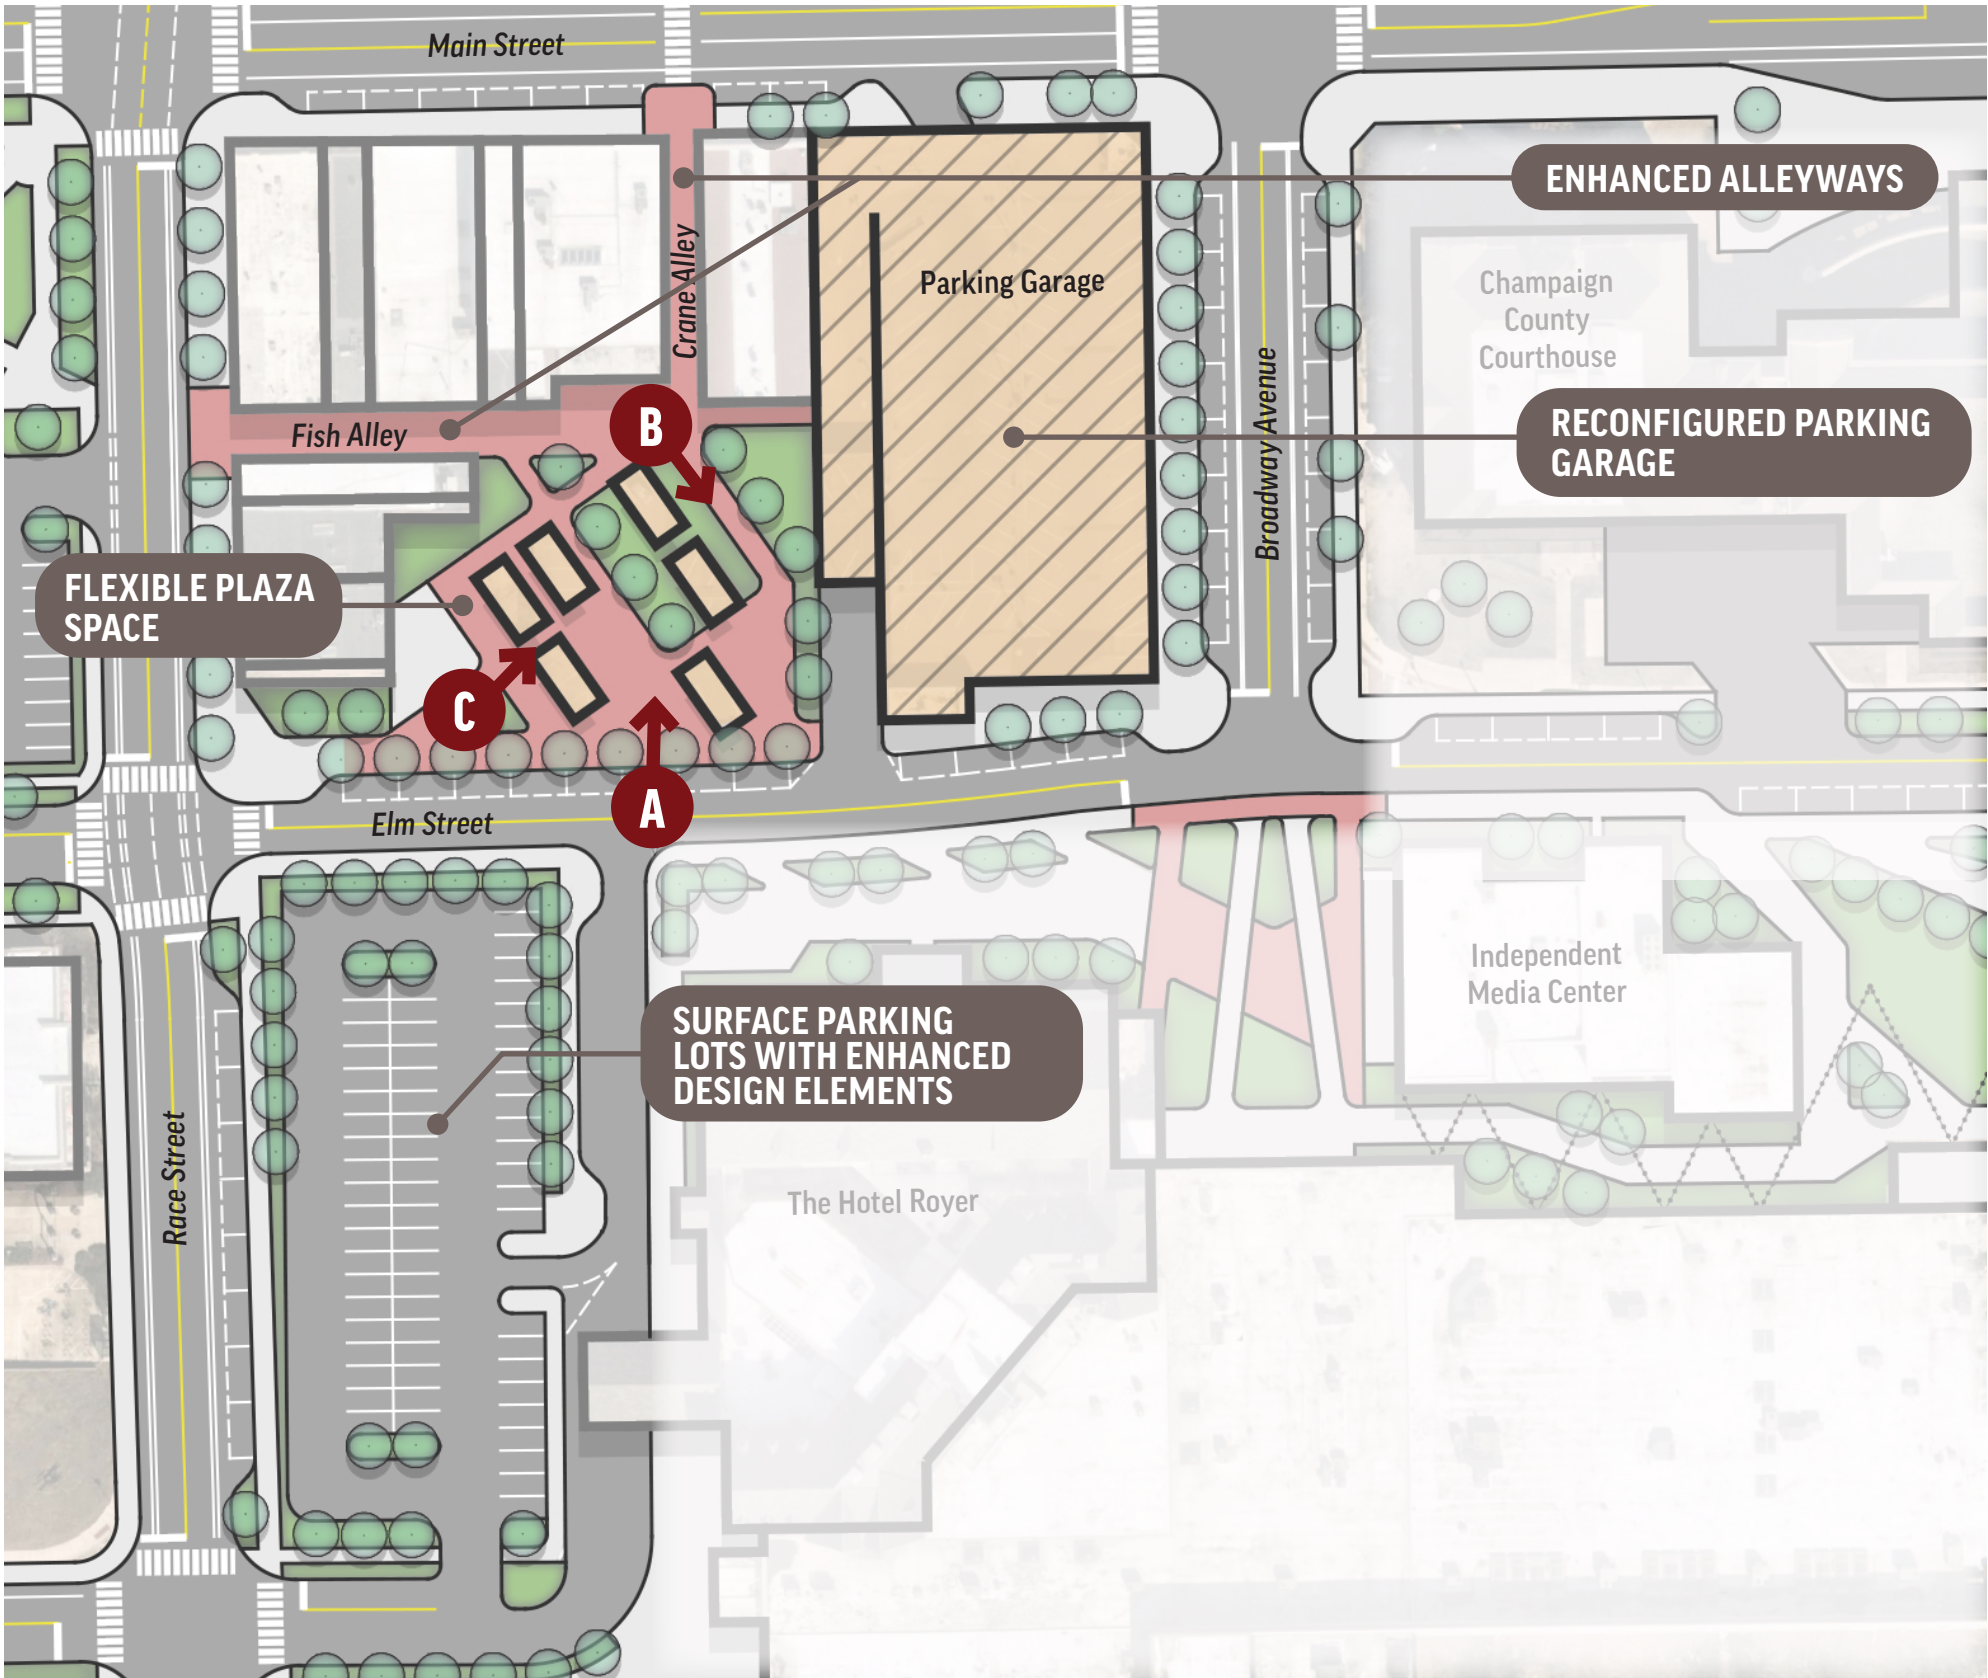 Main Street
ENHANCED ALLEYWAYS
Crane Alley
Parking Garage
Champaign
County
Courthouse
Broadway Avenue
RECONFIGURED PARKING
GARAGE
B
Fish Alley
FLEXIBLE PLAZA
SPACE
C
A
Elm Street
Independent
Media Center
SURFACE PARKING
LOTS WITH ENHANCED
DESIGN ELEMENTS
Race Street
The Hotel Royer